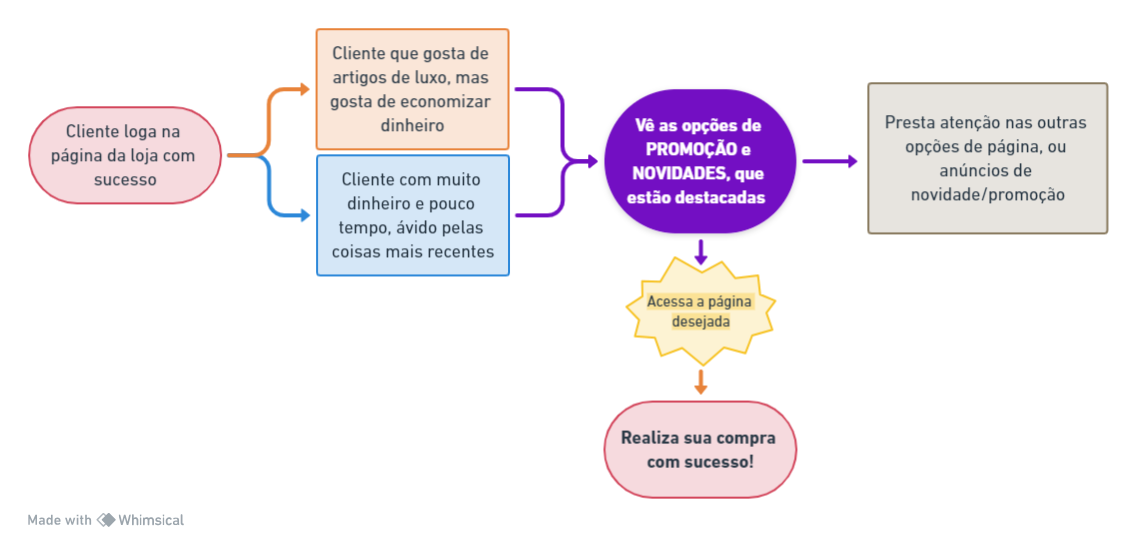 Cliente loga na
página da loja com
sucesso
Cliente que gosta de
artigos de luxo, mas
gosta de economizar
dinheiro
Cliente com muito
dinheiro e pouco
tempo, ávido pelas
coisas mais recentes
Vê as opções de
PROMOÇÃO e
NOVIDADES, que
estão destacadas
Presta atenção nas outras
opções de página, ou
anúncios de
novidade/promoção
Acessa a página
desejada
Realiza sua compra
com sucesso!
Made with Whimsical